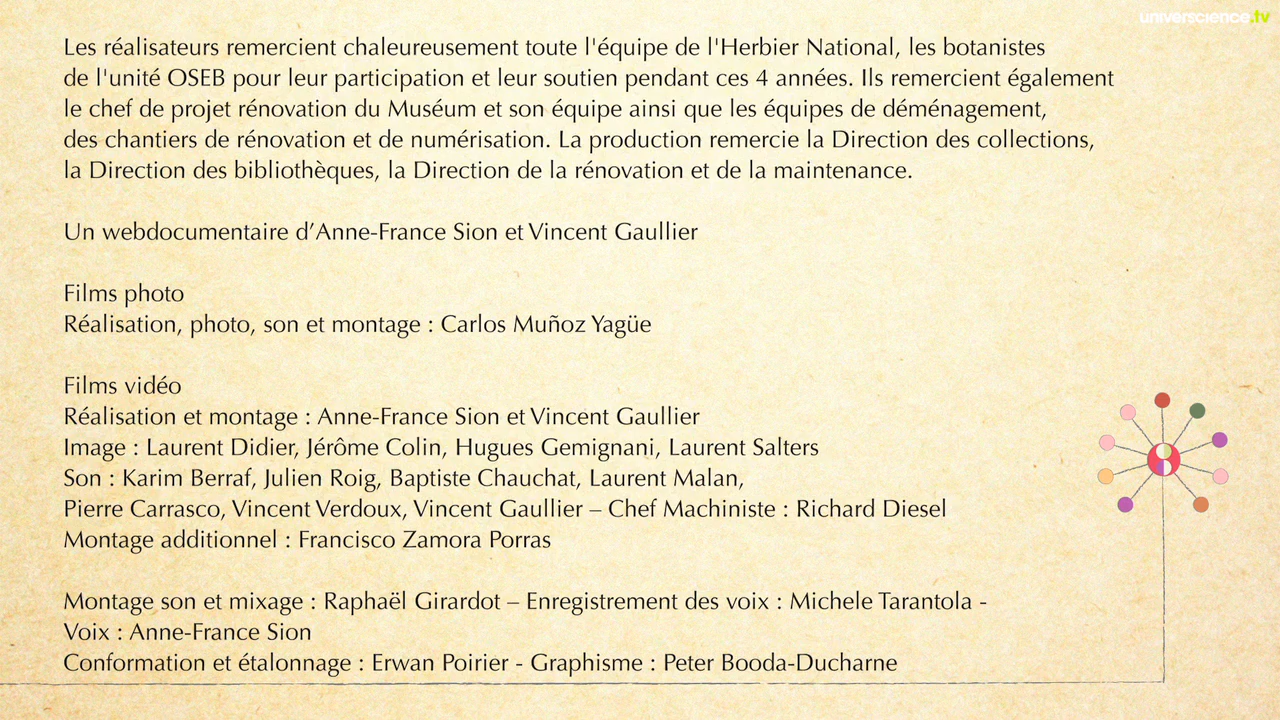 universcience.tv
Les réalisateurs remercient chaleureusement toute l'équipe de l'Herbier National, les botanistes
de l'unité OSEB pour leur participation et leur soutien pendant ces 4 années. Ils remercient également
le chef de projet rénovation du Muséum et son équipe ainsi que les équipes de déménagement,
des chantiers de rénovation et de numérisation. La production remercie la Direction des collections,
la Direction des bibliothèques, la Direction de la rénovation et de la maintenance.
Un webdocumentaire d’Anne-France Sion et Vincent Gaullier
Films photo
Réalisation, photo, son et montage : Carlos Muñoz Yagüe
Films vidéo
Réalisation et montage : Anne-France Sion et Vincent Gaullier
Image : Laurent Didier, Jérôme Colin, Hugues Gemignani, Laurent Salters
Son : Karim Berraf, Julien Roig, Baptiste Chauchat, Laurent Malan,
Pierre Carrasco, Vincent Verdoux, Vincent Gaullier – Chef Machiniste : Richard Diesel
Montage additionnel : Francisco Zamora Porras
Montage son et mixage : Raphaël Girardot – Enregistrement des voix : Michele Tarantola -
Voix : Anne-France Sion
Conformation et étalonnage : Erwan Poirier - Graphisme : Peter Booda-Ducharne